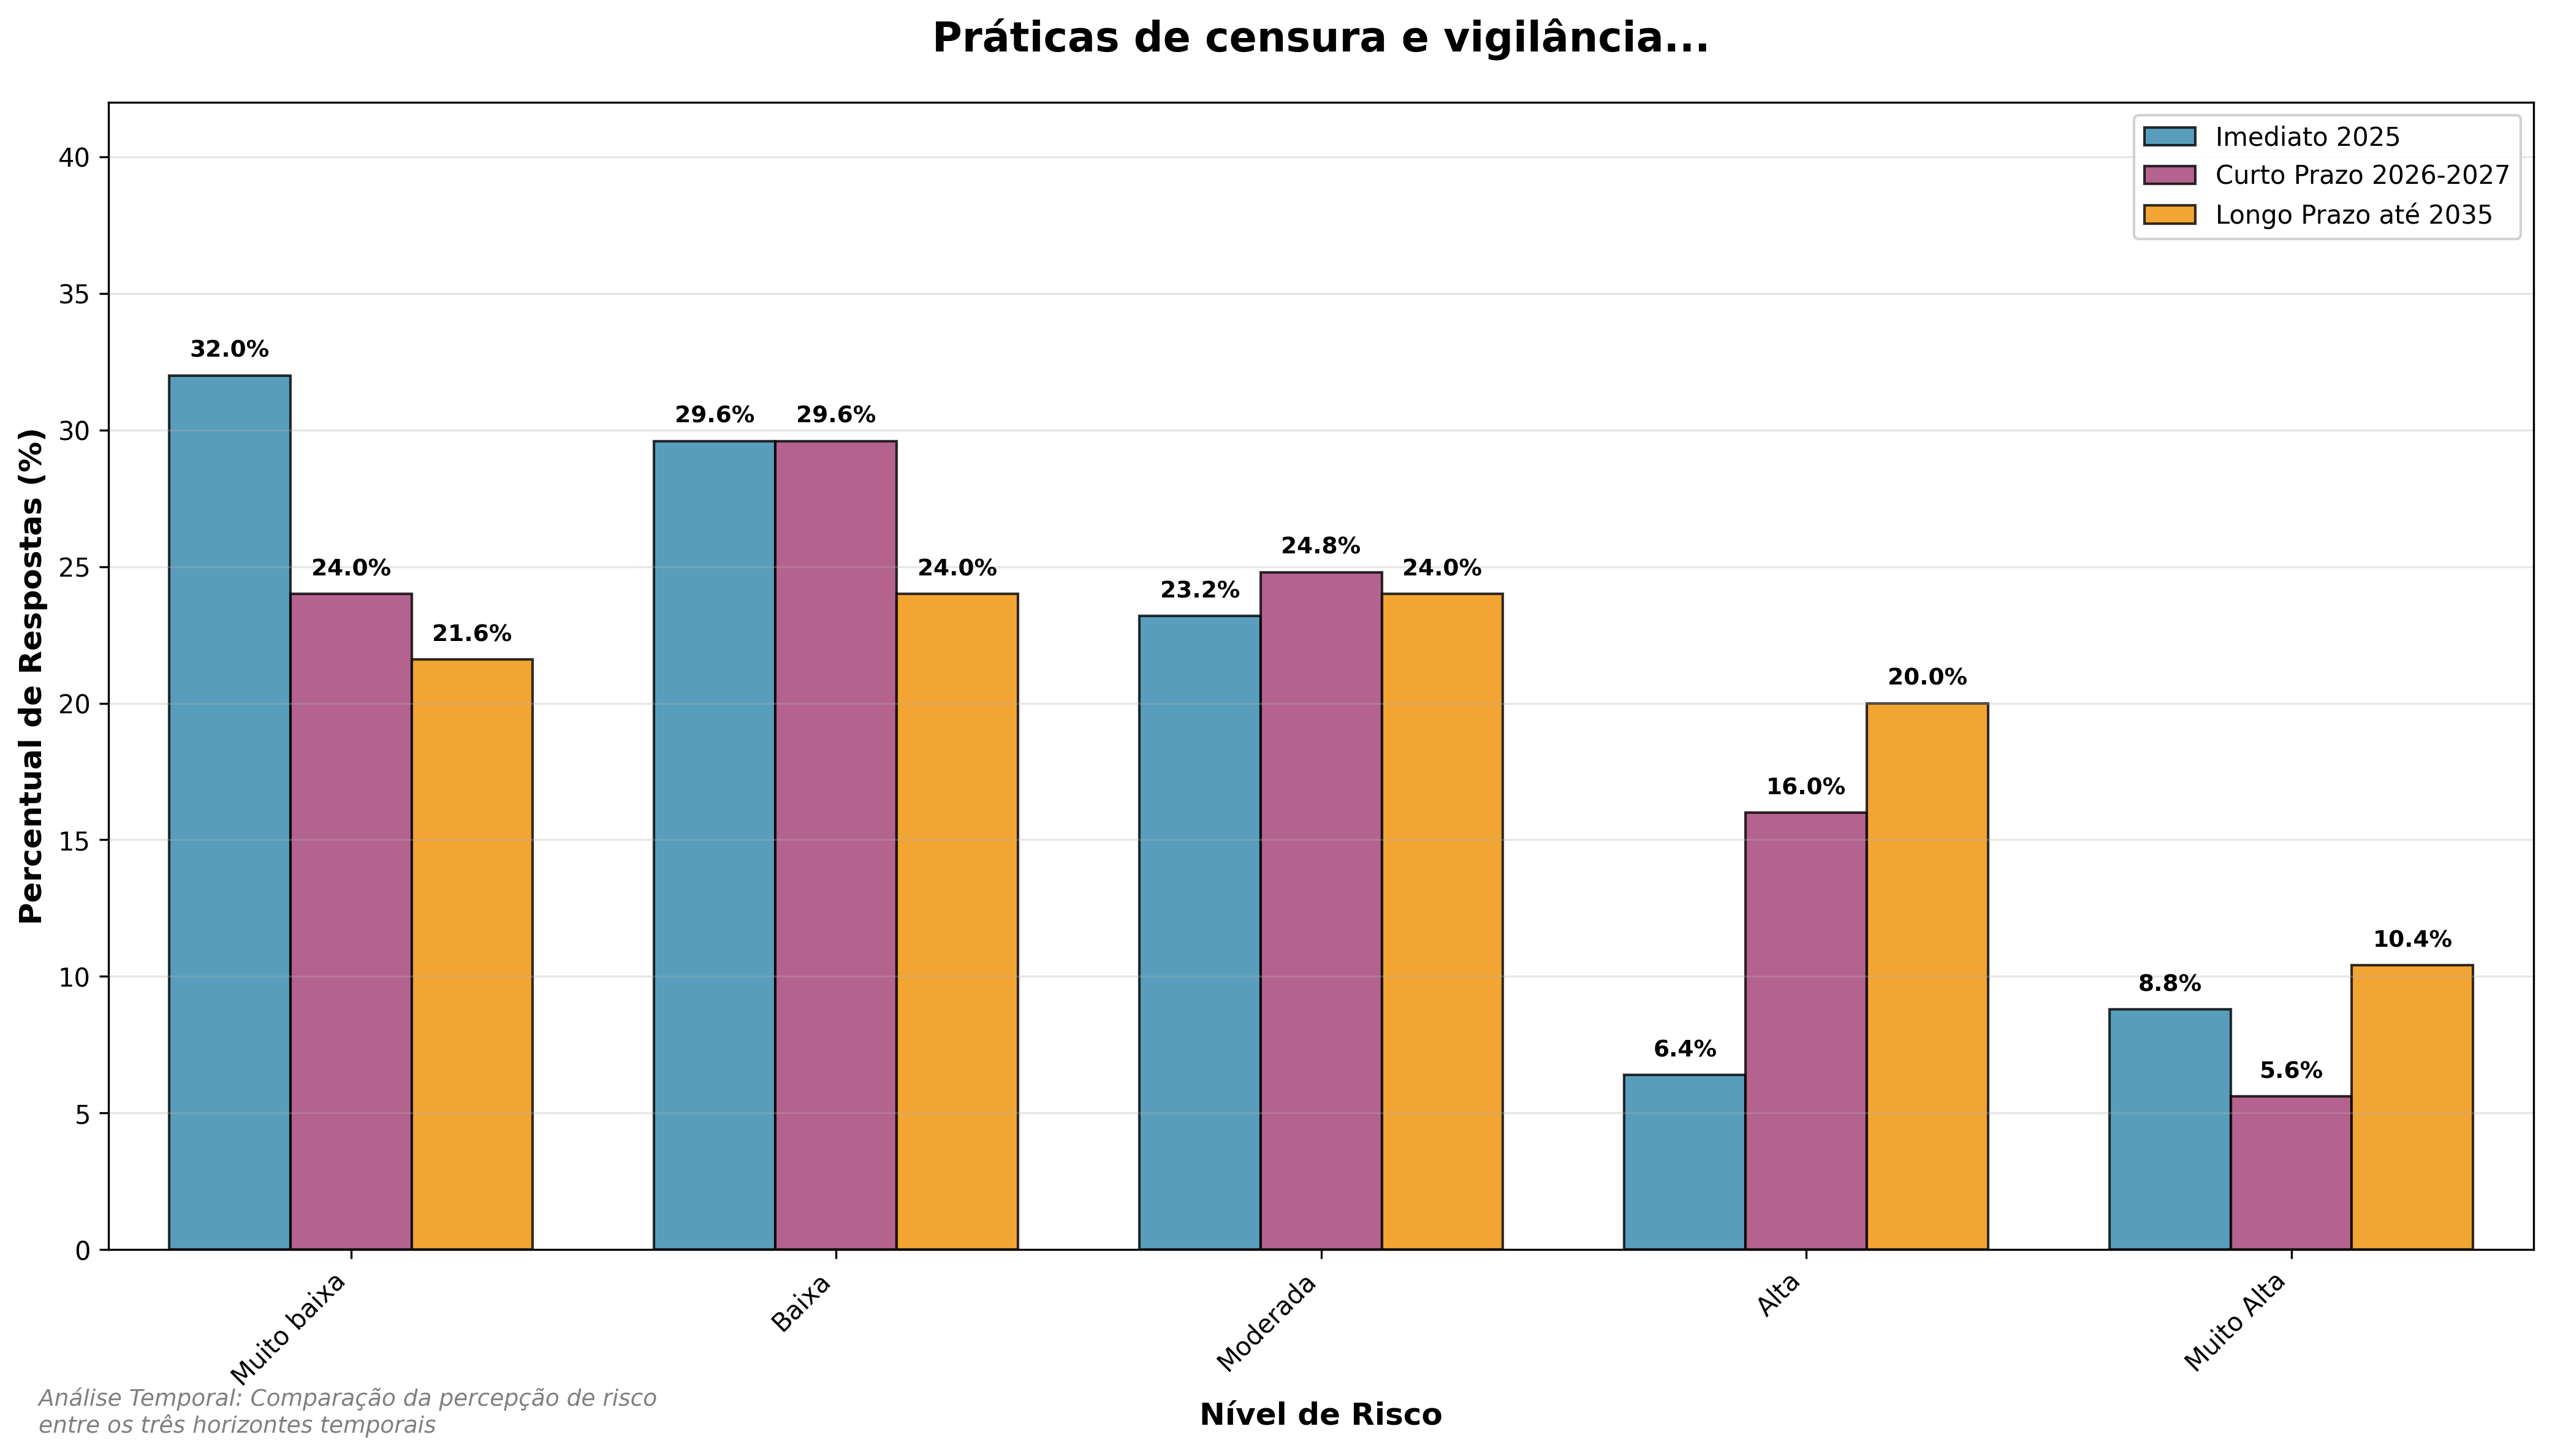 Práticas de censura e vigilância...
Imediato 2025
Curto Prazo 2026-2027
Longo Prazo até 2035
Percentual de Respostas (%)
40
35
30
25
20
15
10
5
0
32.0%
24.0%
21.6%
29.6%
29.6%
24.0%
23.2%
24.8%
24.0%
6.4%
16.0%
20.0%
8.8%
5.6%
10.4%
Muito baixa
Baixa
Moderada
Alta
Muito Alta
Nível de Risco
Análise Temporal: Comparação da percepção de risco
entre os três horizontes temporais